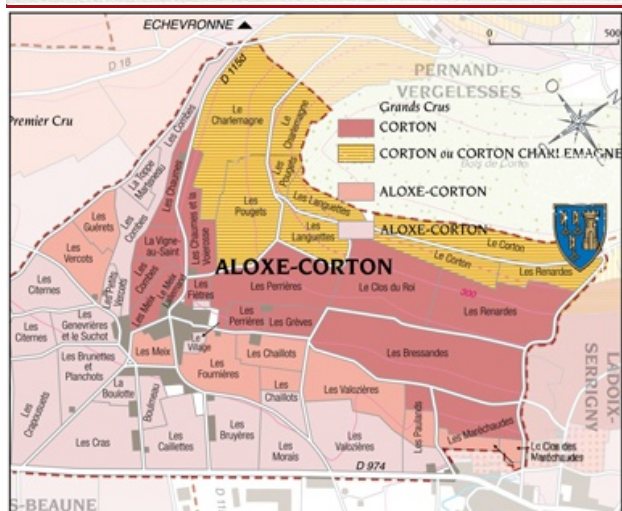 ECHEVRONNE
0
500
D 18
D 115d
PERNAND-
VERGELESSES
Premier Cru
Grands Crus
CORTON
CORTON ou CORTON CHARLEMAGNE
ALOXE-CORTON
ALOXE-CORTON
N
O
Bois de Corton
Le
Charlemagne
Le
Charlemagne
Les
Pougets
Les Combes
La Toppe
Martineau
Les Chaumes
Les Chaumes et la
Voierosse
Les
Pougets
Les Languettes
Les
Languettes
Le Corton
Le Corton
Les Renardes
Les
Guérets
Les
Combes
Les
Vercots
La Vigne-
au-Saint
ALOXE-CORTON
Les
Combes
Les Meix
Le Meix
Lallemand
Les Petits
Vercots
Les
Citernes
Les
Fiètres
Les Perrières
Le Clos du Roi
300
Les Renardes
Les
Genevrières
et le Suchot
Les
Citernes
Les
Perrières
Les Grèves
Le
Village
Les Meix
Les Chaillots
Les Bressandes
Les Brunettes
et
Planchots
Les
Fournières
La
Boulotte
Boulmeau
Les
Chaillots
Les Valozières
Les Crapousuets
Les Paulands
Les Maréchaudes
Le Clos des
Maréchaudes
Les Cras
Les
Caillettes
Les
Bruyères
Les
Morais
Les
Valozières
D 974
LADOIX-
SERRIGNY
S-BEAUNE